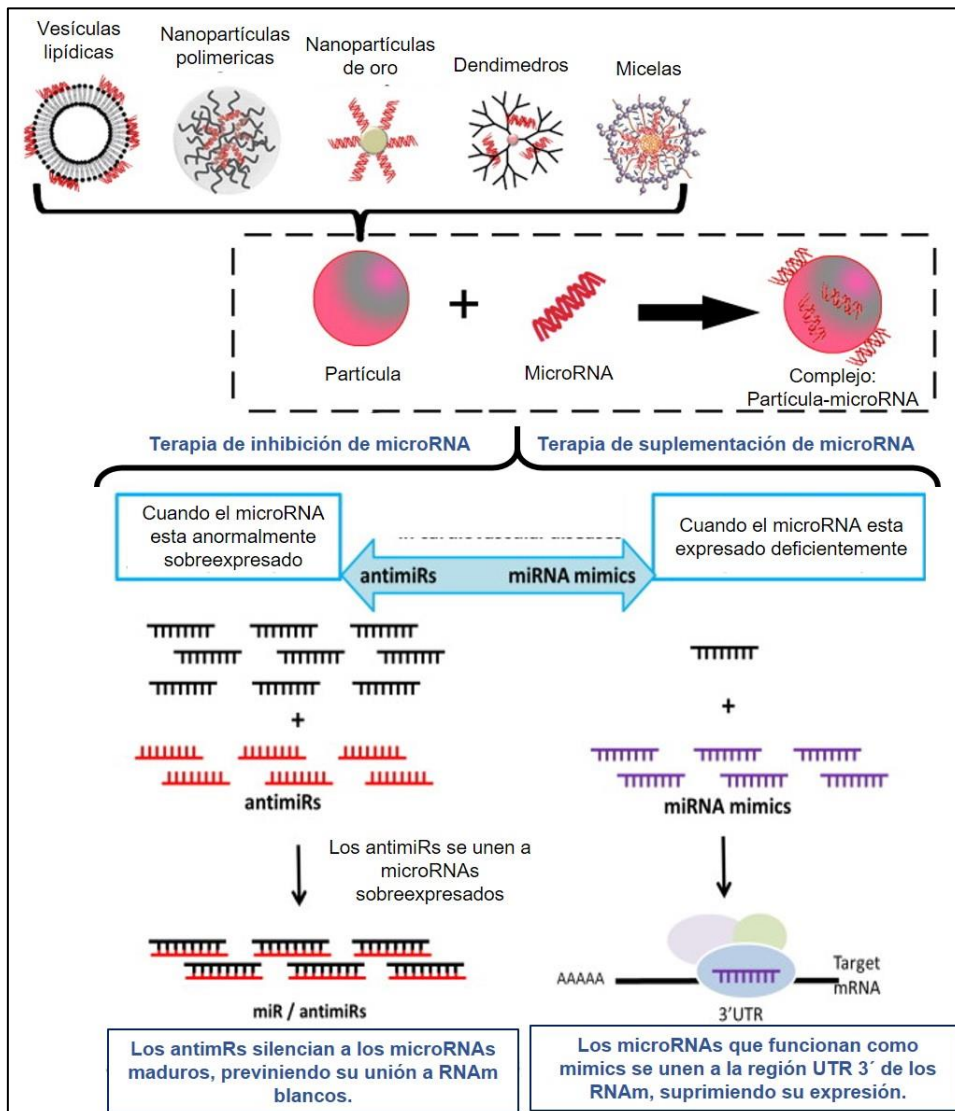 Vesículas
lipídicas
Nanopartículas
polimericas
Nanopartículas
de oro
Dendimedros
Micelas
Partícula
+
MicroRNA
Complejo:
Partícula-microRNA
Terapia de inhibición de microRNA
Terapia de suplementación de microRNA
Cuando el microRNA
esta anormalmente
sobreexpresado
Cuando el microRNA esta
expresado deficientemente
antimiRs
miRNA mimics
+
antimiRs
+
miRNA mimics
Los antimiRs se unen a
microRNAs
sobreexpresados
miR / antimiRs
AAAAA
Target
mRNA
3'UTR
Los antimRs silencian a los microRNAs
maduros, previniendo su unión a RNAm
blancos.
Los microRNAs que funcionan como
mimics se unen a la región UTR 3´ de los
RNAm, suprimiendo su expresión.